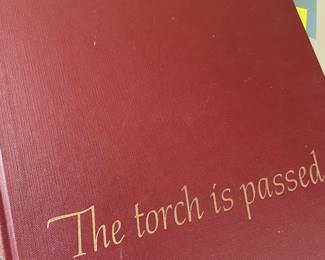 The torch is passed